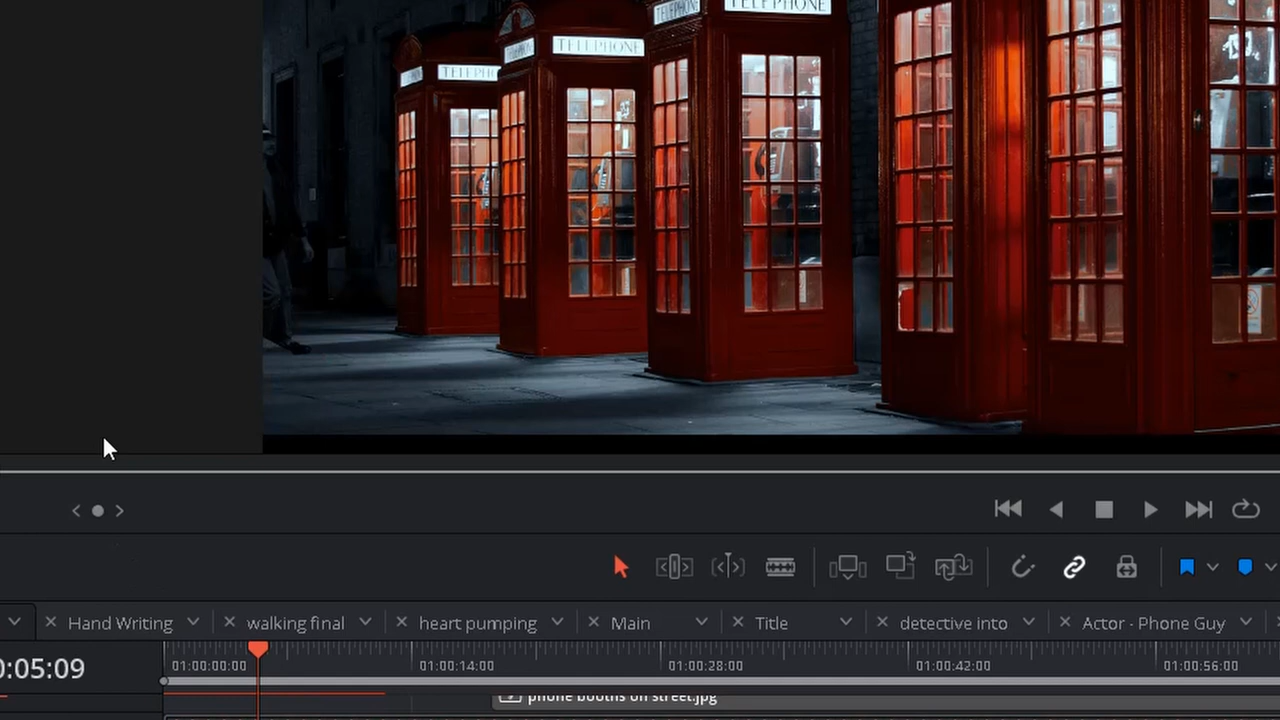 TELEPHONE
TELEPHONE
TELEPHONE
TELEPHONE
Hand Writing
walking final
heart pumping
Main
Title
detective into
Actor - Phone Guy
0:05:09
01:00:00:00
01:00:14:00
01:00:28:00
01:00:42:00
01:00:56:00
phone booths on street.jpg